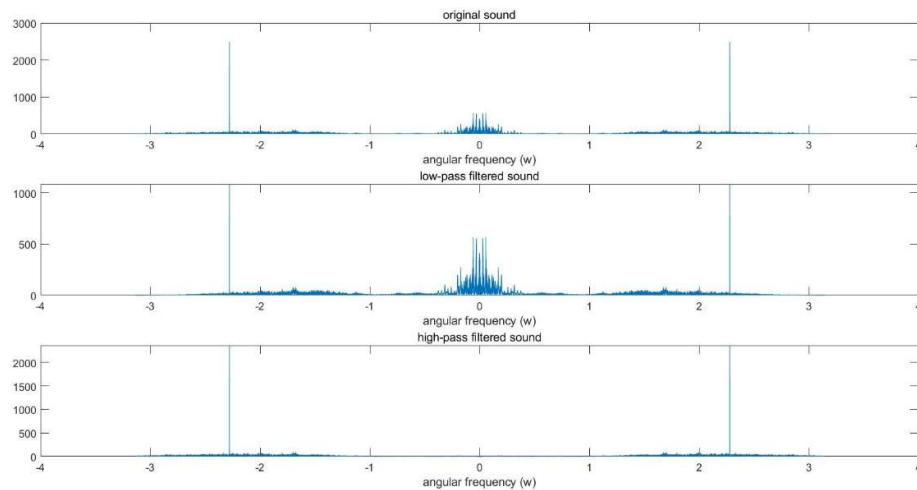 original sound
3000
2000
1000
0
-4 -3 -2 -1 0 1 2 3 4
angular frequency (w)
low-pass filtered sound
1000
500
0
-4 -3 -2 -1 0 1 2 3 4
angular frequency (w)
high-pass filtered sound
2000
1500
1000
500
0
-4 -3 -2 -1 0 1 2 3 4
angular frequency (w)